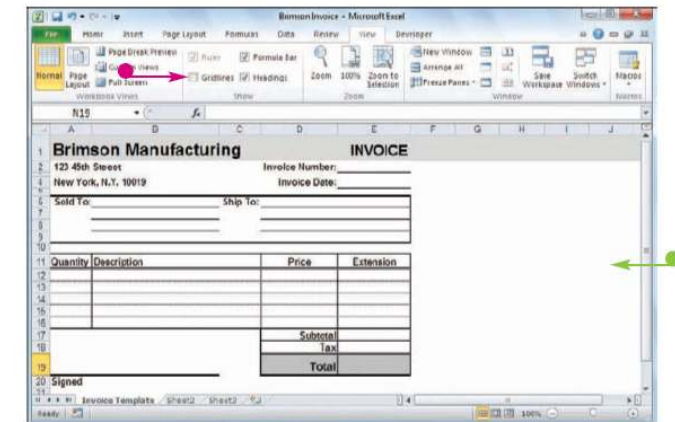 Brimson Invoice - Microsoft Excel
File Home Insert Page Layout Formulas Data Review View Developer
Page Break Preview Ruler Formula Bar New Window
Normal Page Layout Custom Views Gridlines Headings Zoom 100% Zoom to Selection Arrange All Save Workspace Switch Windows Macros
Full Screen Freeze Panes
Workbook Views Show Zoom Window Macros
N19 fx
A B C D E F G H I J
1 Brimson Manufacturing INVOICE
2 123 45th Street Invoice Number:
4 New York, N.Y. 10019 Invoice Date:
6 Sold To: Ship To:
7
8
9
10
11 Quantity Description Price Extension
12
13
14
15
16
17 Subtotal
18 Tax
19 Total
20 Signed
21
Invoice Template Sheet2 Sheet3
Ready 100%